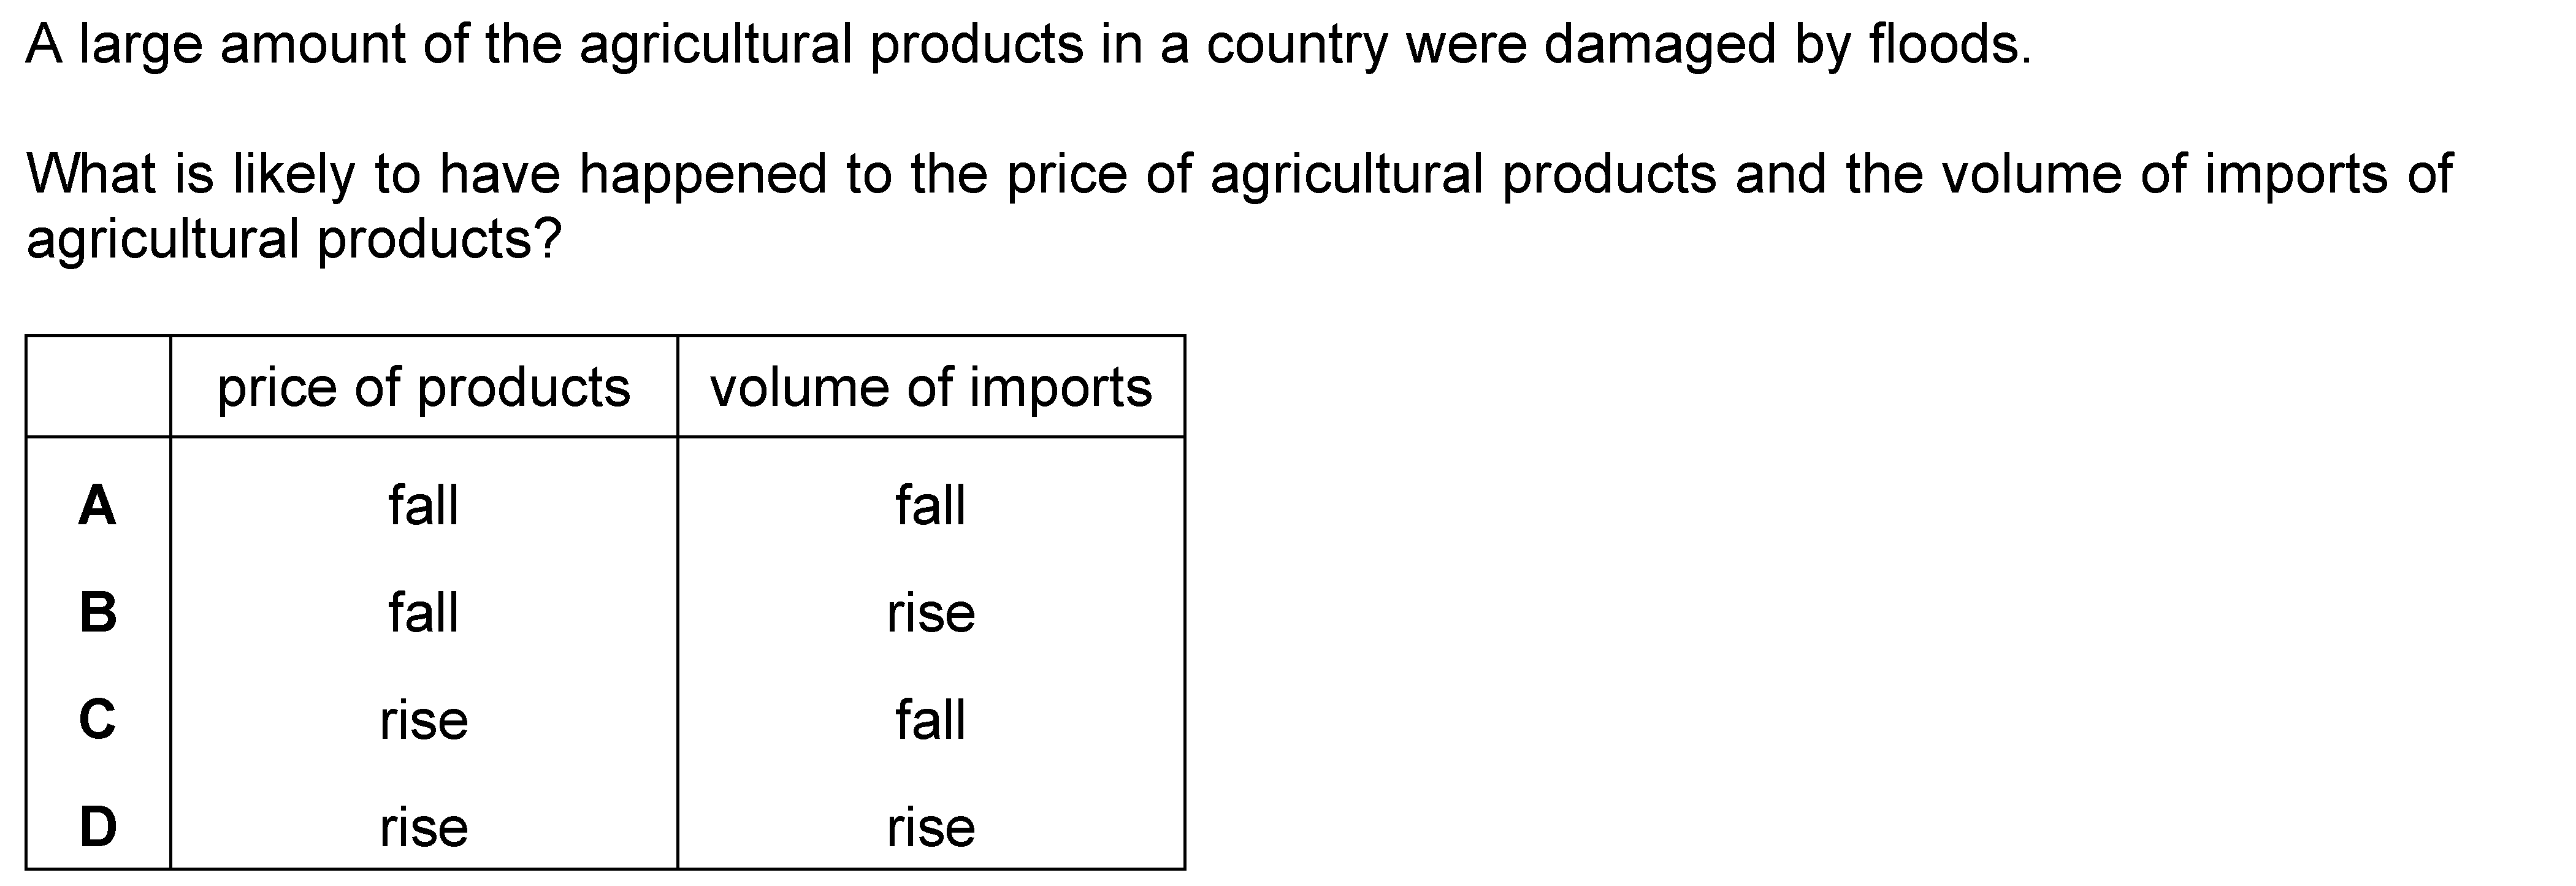 A large amount of the agricultural products in a country were damaged by floods.
What is likely to have happened to the price of agricultural products and the volume of imports of
agricultural products?
price of products volume of imports
A fall fall
B fall rise
C rise fall
D rise rise